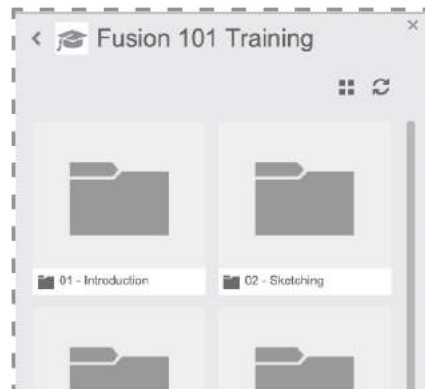 Fusion 101 Training
01 - Introduction
02 - Sketching